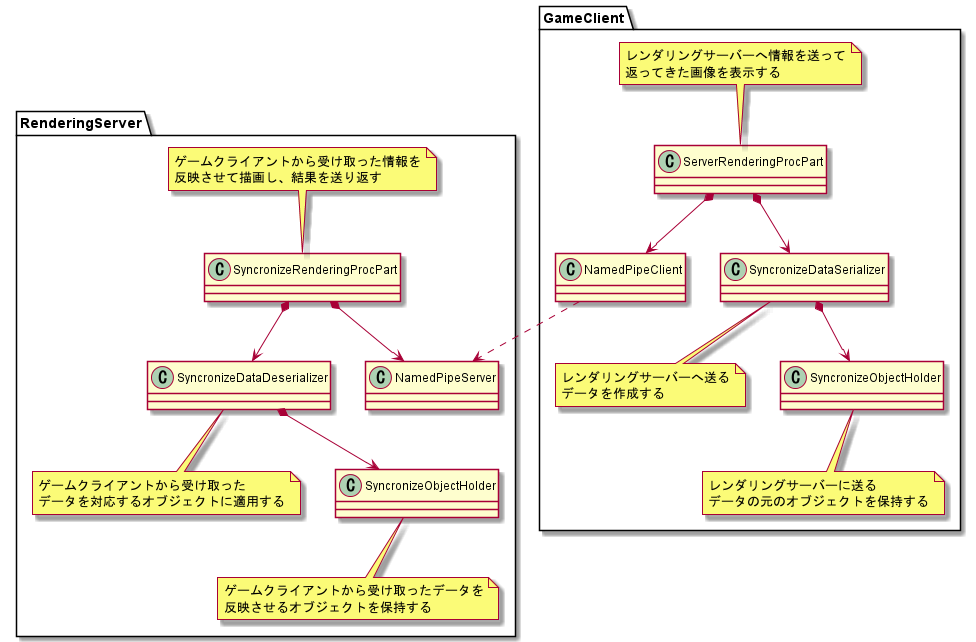 GameClient
レンダリングサーバーへ情報を送って
返ってきた画像を表示する
C ServerRenderingProcPart
C NamedPipeClient
C SyncronizeDataSerializer
レンダリングサーバーへ送る
データを作成する
C SyncronizeObjectHolder
レンダリングサーバーに送る
データの元のオブジェクトを保持する
RenderingServer
ゲームクライアントから受け取った情報を
反映させて描画し、結果を送り返す
C SyncronizeRenderingProcPart
C SyncronizeDataDeserializer
C NamedPipeServer
ゲームクライアントから受け取った
データを対応するオブジェクトに適用する
C SyncronizeObjectHolder
ゲームクライアントから受け取ったデータを
反映させるオブジェクトを保持する